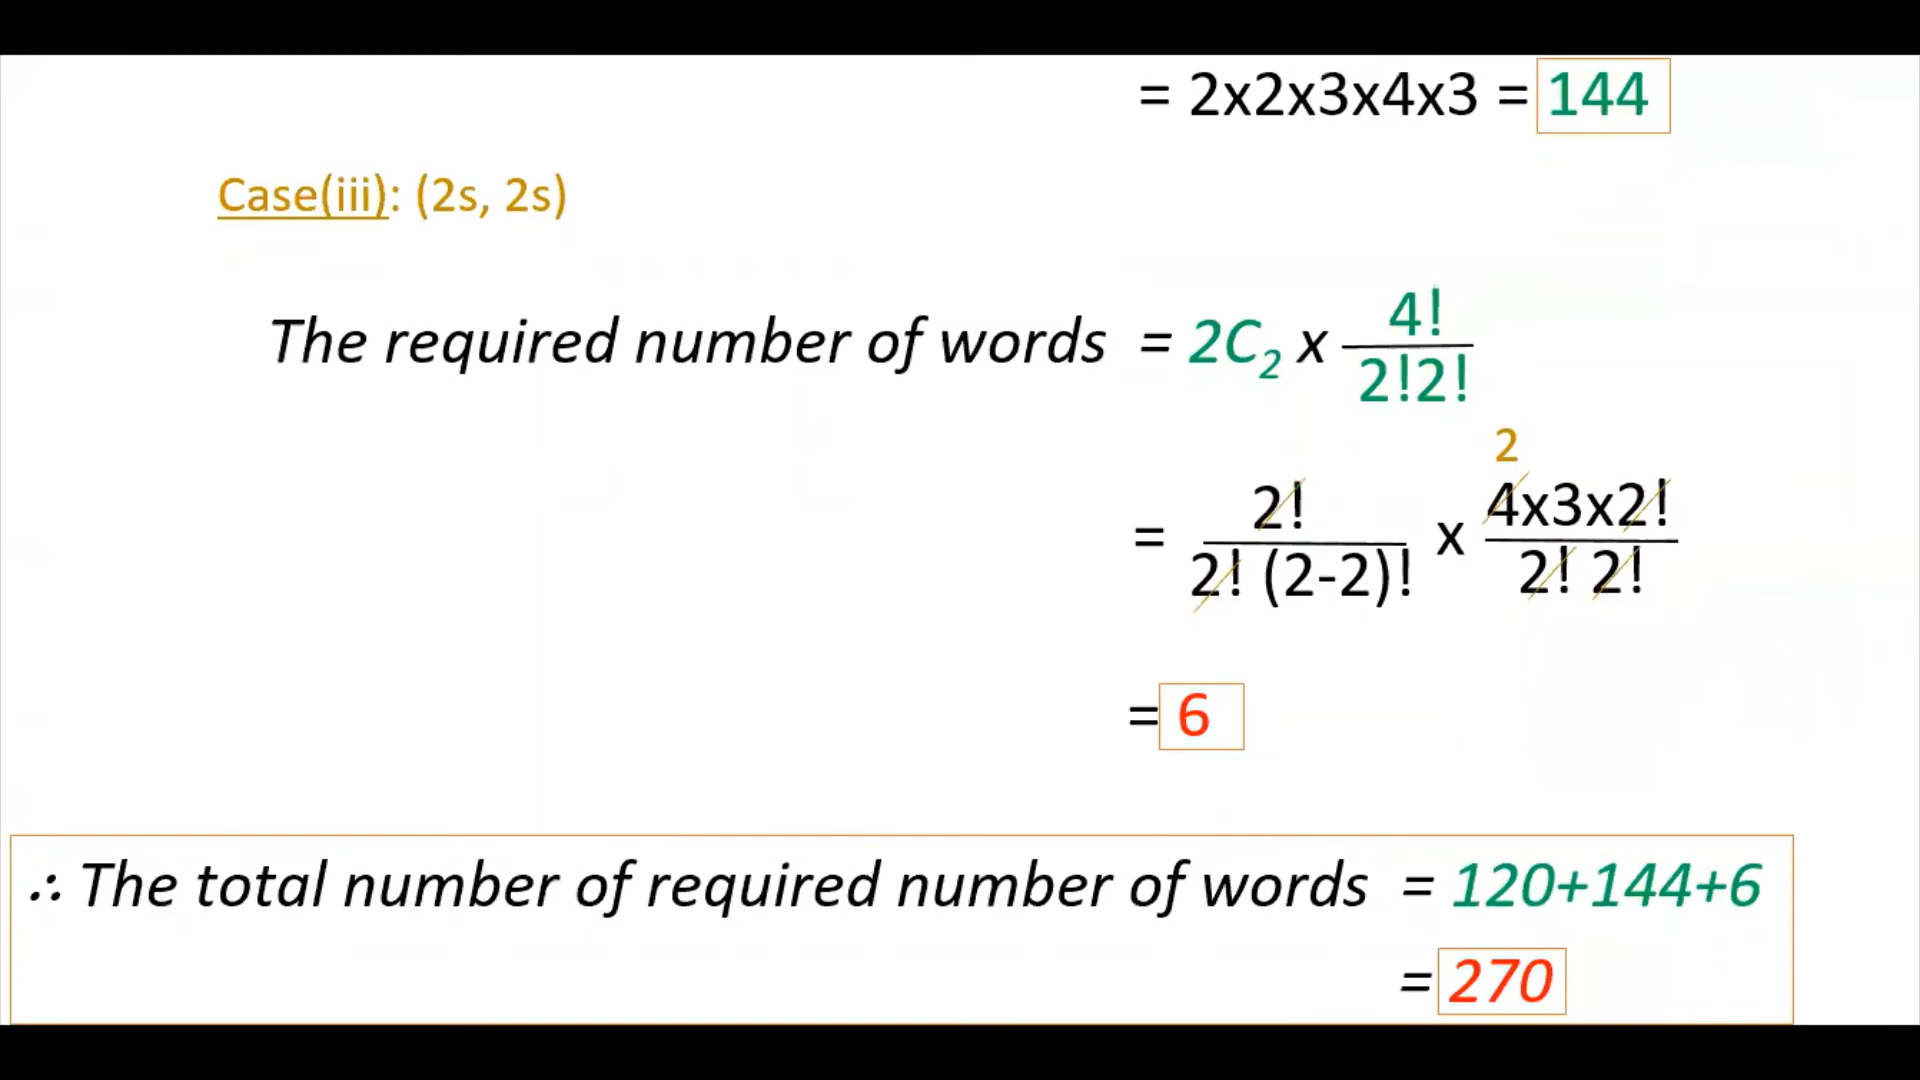 = 2x2x3x4x3 = 144
Case(iii): (2s, 2s)
The required number of words = 2C₂ x 4! / 2!2!
2
= 2! / 2! (2-2)! x 4x3x2! / 2! 2!
= 6
∴ The total number of required number of words = 120+144+6
= 270